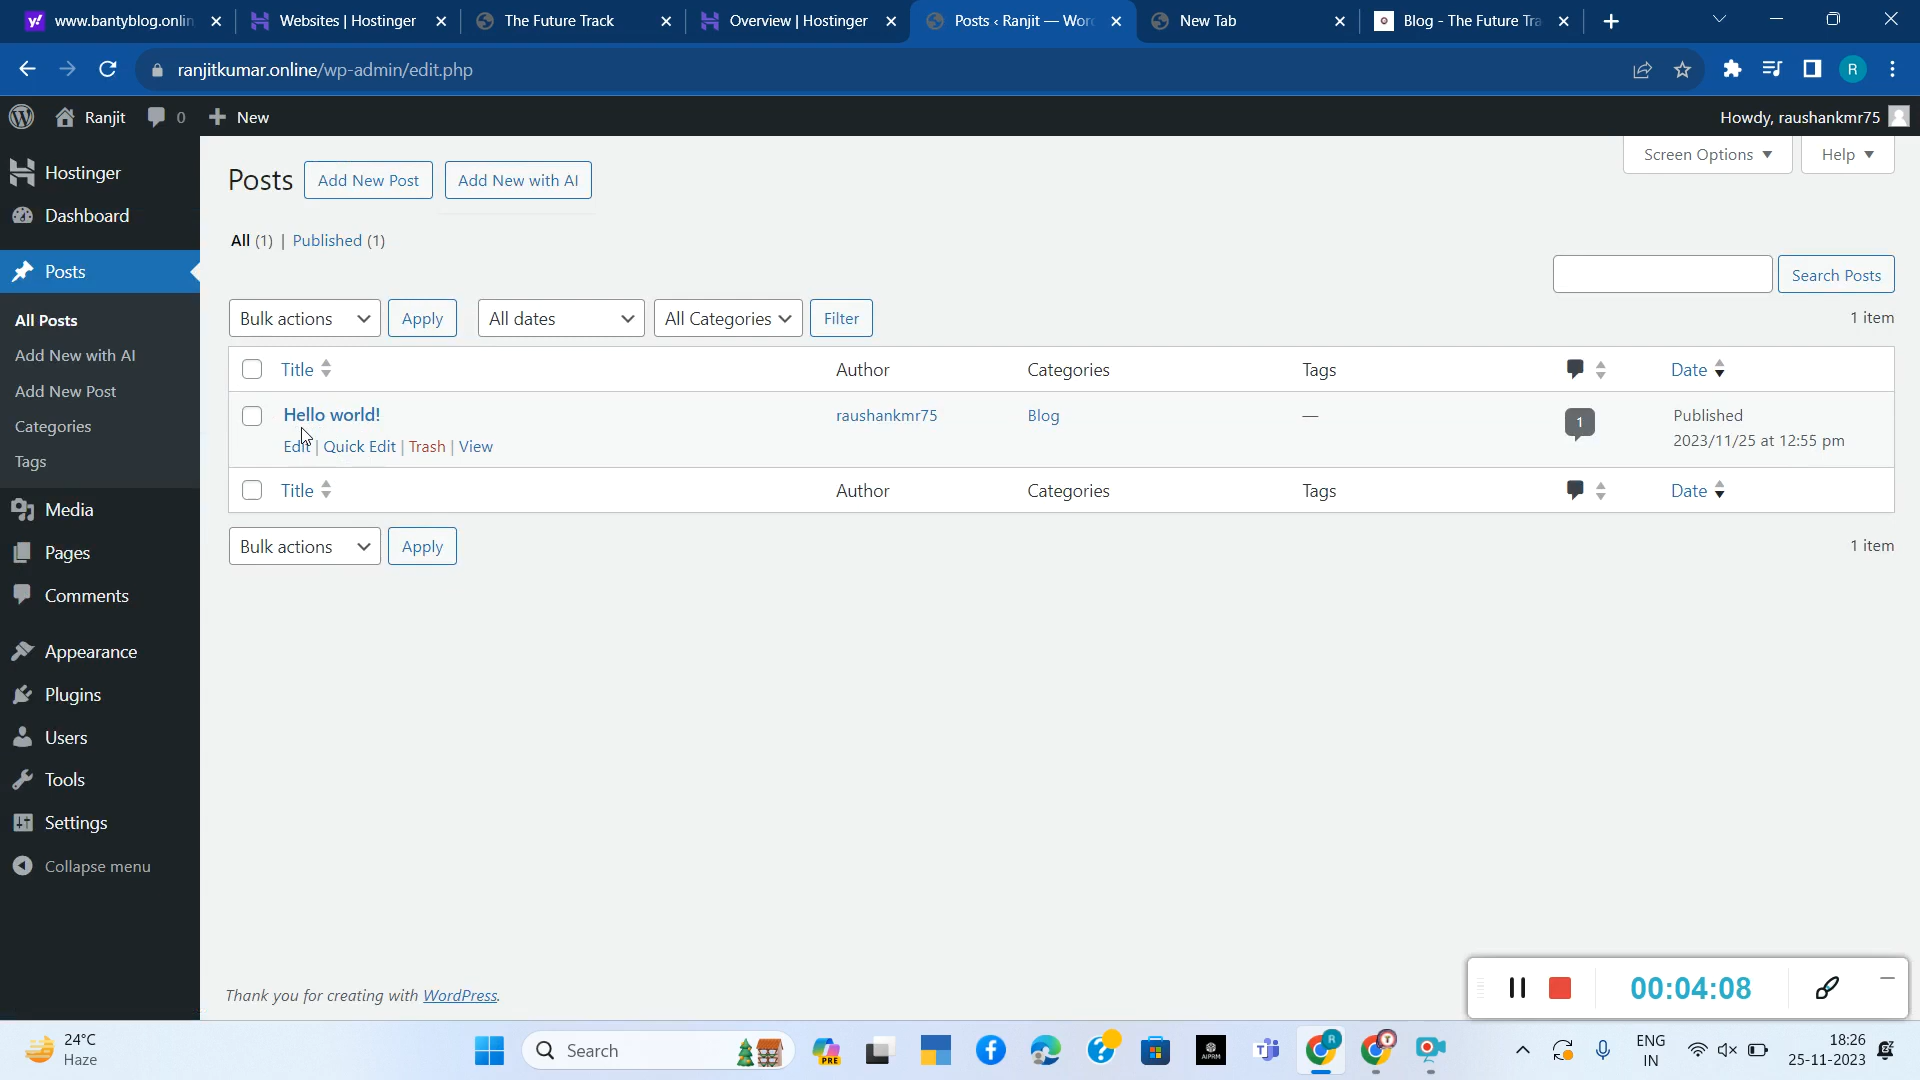 www.bantyblog.onlin
Websites | Hostinger
The Future Track
Overview | Hostinger
Posts ‹ Ranjit — Wor
New Tab
Blog - The Future Tra
ranjitkumar.online/wp-admin/edit.php
R
Ranjit
0
New
Howdy, raushankmr75
Hostinger
Dashboard
Posts
All Posts
Add New with AI
Add New Post
Categories
Tags
Media
Pages
Comments
Appearance
Plugins
Users
Tools
Settings
Collapse menu
Posts
Add New Post
Add New with AI
Screen Options
Help
All (1) | Published (1)
Search Posts
Bulk actions
Apply
All dates
All Categories
Filter
1 item
Title
Author
Categories
Tags
Date
Hello world!
raushankmr75
Blog
—
1
Published
2023/11/25 at 12:55 pm
Edit | Quick Edit | Trash | View
Title
Author
Categories
Tags
Date
Bulk actions
Apply
1 item
Thank you for creating with WordPress.
00:04:08
24°C
Haze
Search
PRE
AIPRM
R
T
ENG
IN
18:26
25-11-2023